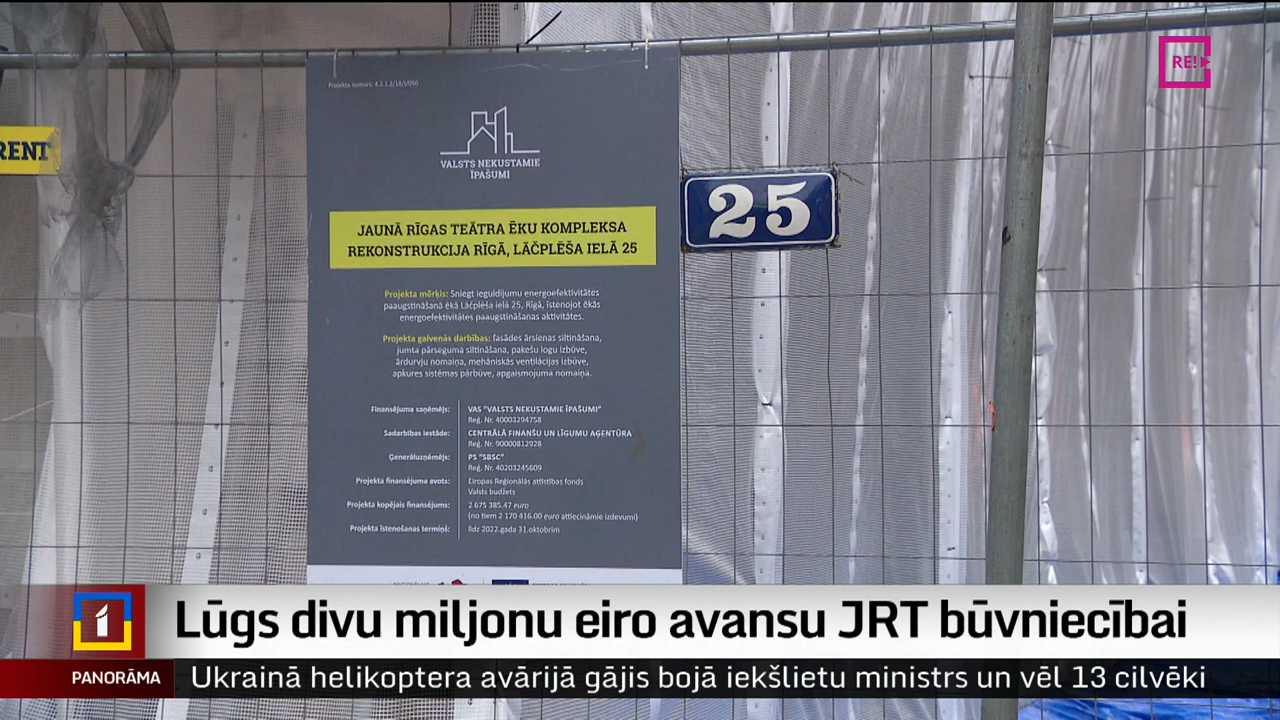 RE!
Projekta numurs: 4.2.1.2/18/I/050
VALSTS NEKUSTAMIE
ĪPAŠUMI
RENT
25
JAUNĀ RĪGAS TEĀTRA ĒKU KOMPLEKSA
REKONSTRUKCIJA RĪGĀ, LĀČPLĒŠA IELĀ 25
Projekta mērķis: Sniegt ieguldījumu energoefektivitātes
paaugstināšanā ēkā Lāčplēša ielā 25, Rīgā, īstenojot ēkās
energoefektivitātes paaugstināšanas aktivitātes.
Projekta galvenās darbības: fasādes ārsienas siltināšana,
jumta pārseguma siltināšana, pakešu logu izbūve,
ārdurvju nomaiņa, mehāniskās ventilācijas izbūve,
apkures sistēmas pārbūve, apgaismojuma nomaiņa.
Finansējuma saņēmējs: VAS "VALSTS NEKUSTAMIE ĪPAŠUMI"
Reģ. Nr. 40003294758
Sadarbības iestāde: CENTRĀLĀ FINANŠU UN LĪGUMU AĢENTŪRA
Reģ. Nr. 90000812928
Ģenerāluzņēmējs: PS "SBSC"
Reģ. Nr. 40203245609
Projekta finansējuma avots: Eiropas Reģionālās attīstības fonds
Valsts budžets
Projekta kopējais finansējums: 2 675 385.47 euro
(no tiem 2 170 416.00 euro attiecināmie izdevumi)
Projekta īstenošanas termiņš: līdz 2022.gada 31.oktobrim
1
Lūgs divu miljonu eiro avansu JRT būvniecībai
PANORĀMA
Ukrainā helikoptera avārijā gājis bojā iekšlietu ministrs un vēl 13 cilvēki